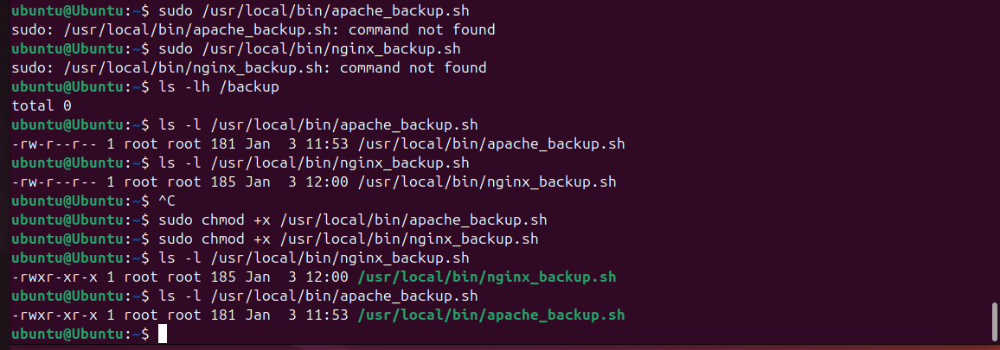 ubuntu@Ubuntu:~$ sudo /usr/local/bin/apache_backup.sh
sudo: /usr/local/bin/apache_backup.sh: command not found
ubuntu@Ubuntu:~$ sudo /usr/local/bin/nginx_backup.sh
sudo: /usr/local/bin/nginx_backup.sh: command not found
ubuntu@Ubuntu:~$ ls -lh /backup
total 0
ubuntu@Ubuntu:~$ ls -l /usr/local/bin/apache_backup.sh
-rw-r--r-- 1 root root 181 Jan  3 11:53 /usr/local/bin/apache_backup.sh
ubuntu@Ubuntu:~$ ls -l /usr/local/bin/nginx_backup.sh
-rw-r--r-- 1 root root 185 Jan  3 12:00 /usr/local/bin/nginx_backup.sh
ubuntu@Ubuntu:~$ ^C
ubuntu@Ubuntu:~$ sudo chmod +x /usr/local/bin/apache_backup.sh
ubuntu@Ubuntu:~$ sudo chmod +x /usr/local/bin/nginx_backup.sh
ubuntu@Ubuntu:~$ ls -l /usr/local/bin/nginx_backup.sh
-rwxr-xr-x 1 root root 185 Jan  3 12:00 /usr/local/bin/nginx_backup.sh
ubuntu@Ubuntu:~$ ls -l /usr/local/bin/apache_backup.sh
-rwxr-xr-x 1 root root 181 Jan  3 11:53 /usr/local/bin/apache_backup.sh
ubuntu@Ubuntu:~$